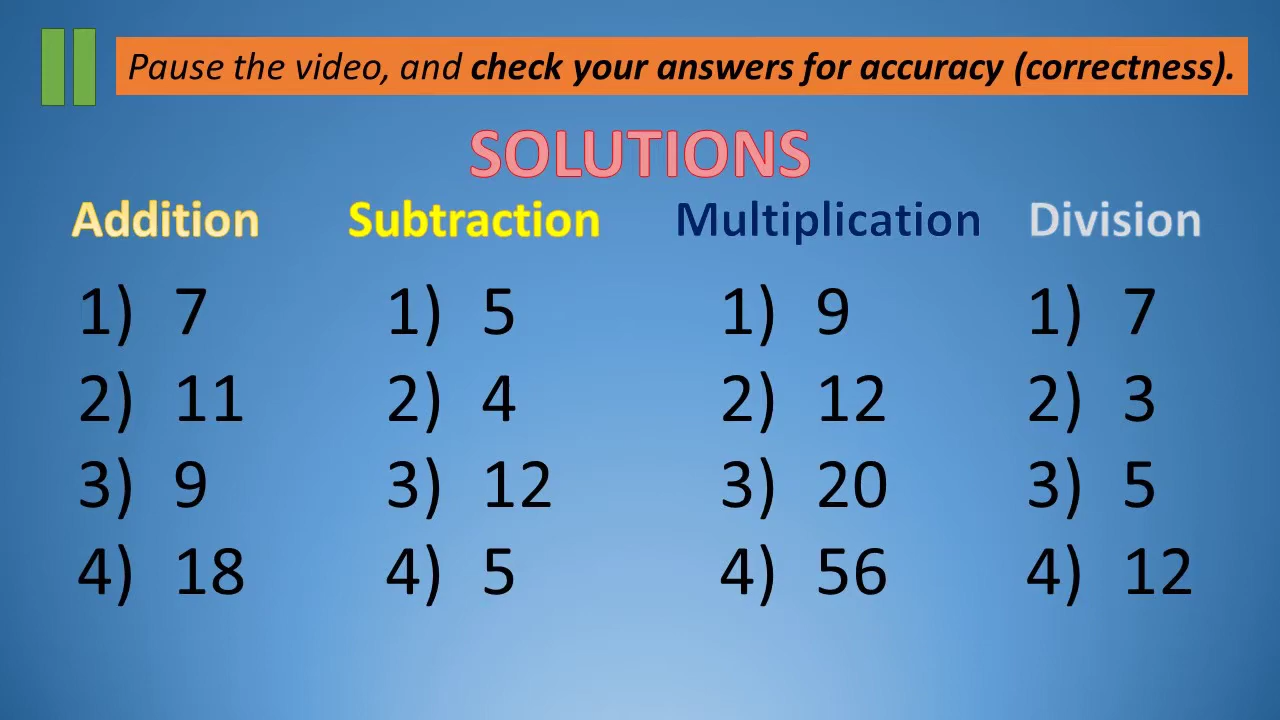 Pause the video, and check your answers for accuracy (correctness).
SOLUTIONS
Addition Subtraction Multiplication Division
1) 7 1) 5 1) 9 1) 7
2) 11 2) 4 2) 12 2) 3
3) 9 3) 12 3) 20 3) 5
4) 18 4) 5 4) 56 4) 12